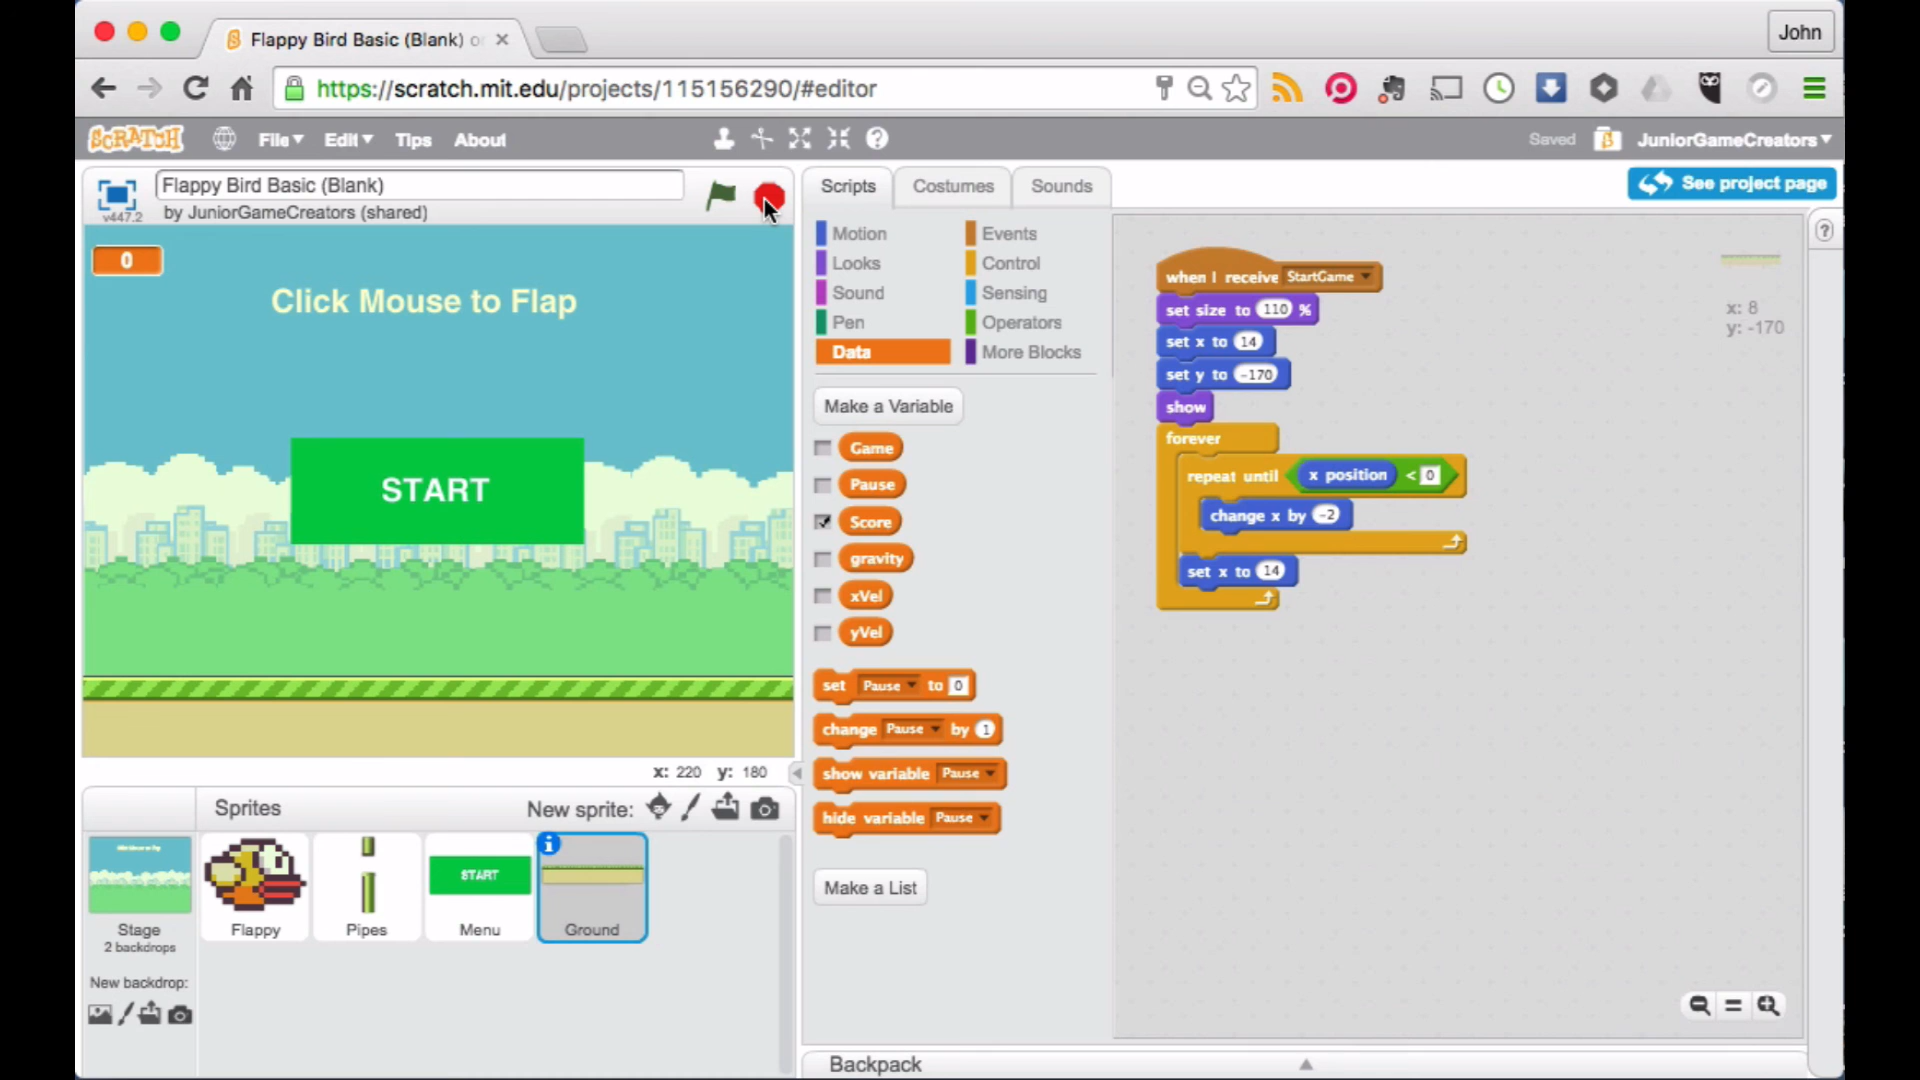 Flappy Bird Basic (Blank) o
John
https://scratch.mit.edu/projects/115156290/#editor
SCRATCH File Edit Tips About
Saved JuniorGameCreators
v447.2
Flappy Bird Basic (Blank)
by JuniorGameCreators (shared)
Scripts Costumes Sounds
See project page
0
Click Mouse to Flap
START
x: 220 y: 180
Sprites New sprite:
START
Stage
2 backdrops
New backdrop:
Flappy
Pipes
Menu
Ground
Motion Events
Looks Control
Sound Sensing
Pen Operators
Data More Blocks
Make a Variable
Game
Pause
Score
gravity
xVel
yVel
set Pause to 0
change Pause by 1
show variable Pause
hide variable Pause
Make a List
when I receive StartGame
set size to 110 %
set x to 14
set y to -170
show
forever
repeat until x position < 0
change x by -2
set x to 14
x: 8
y: -170
?
Backpack